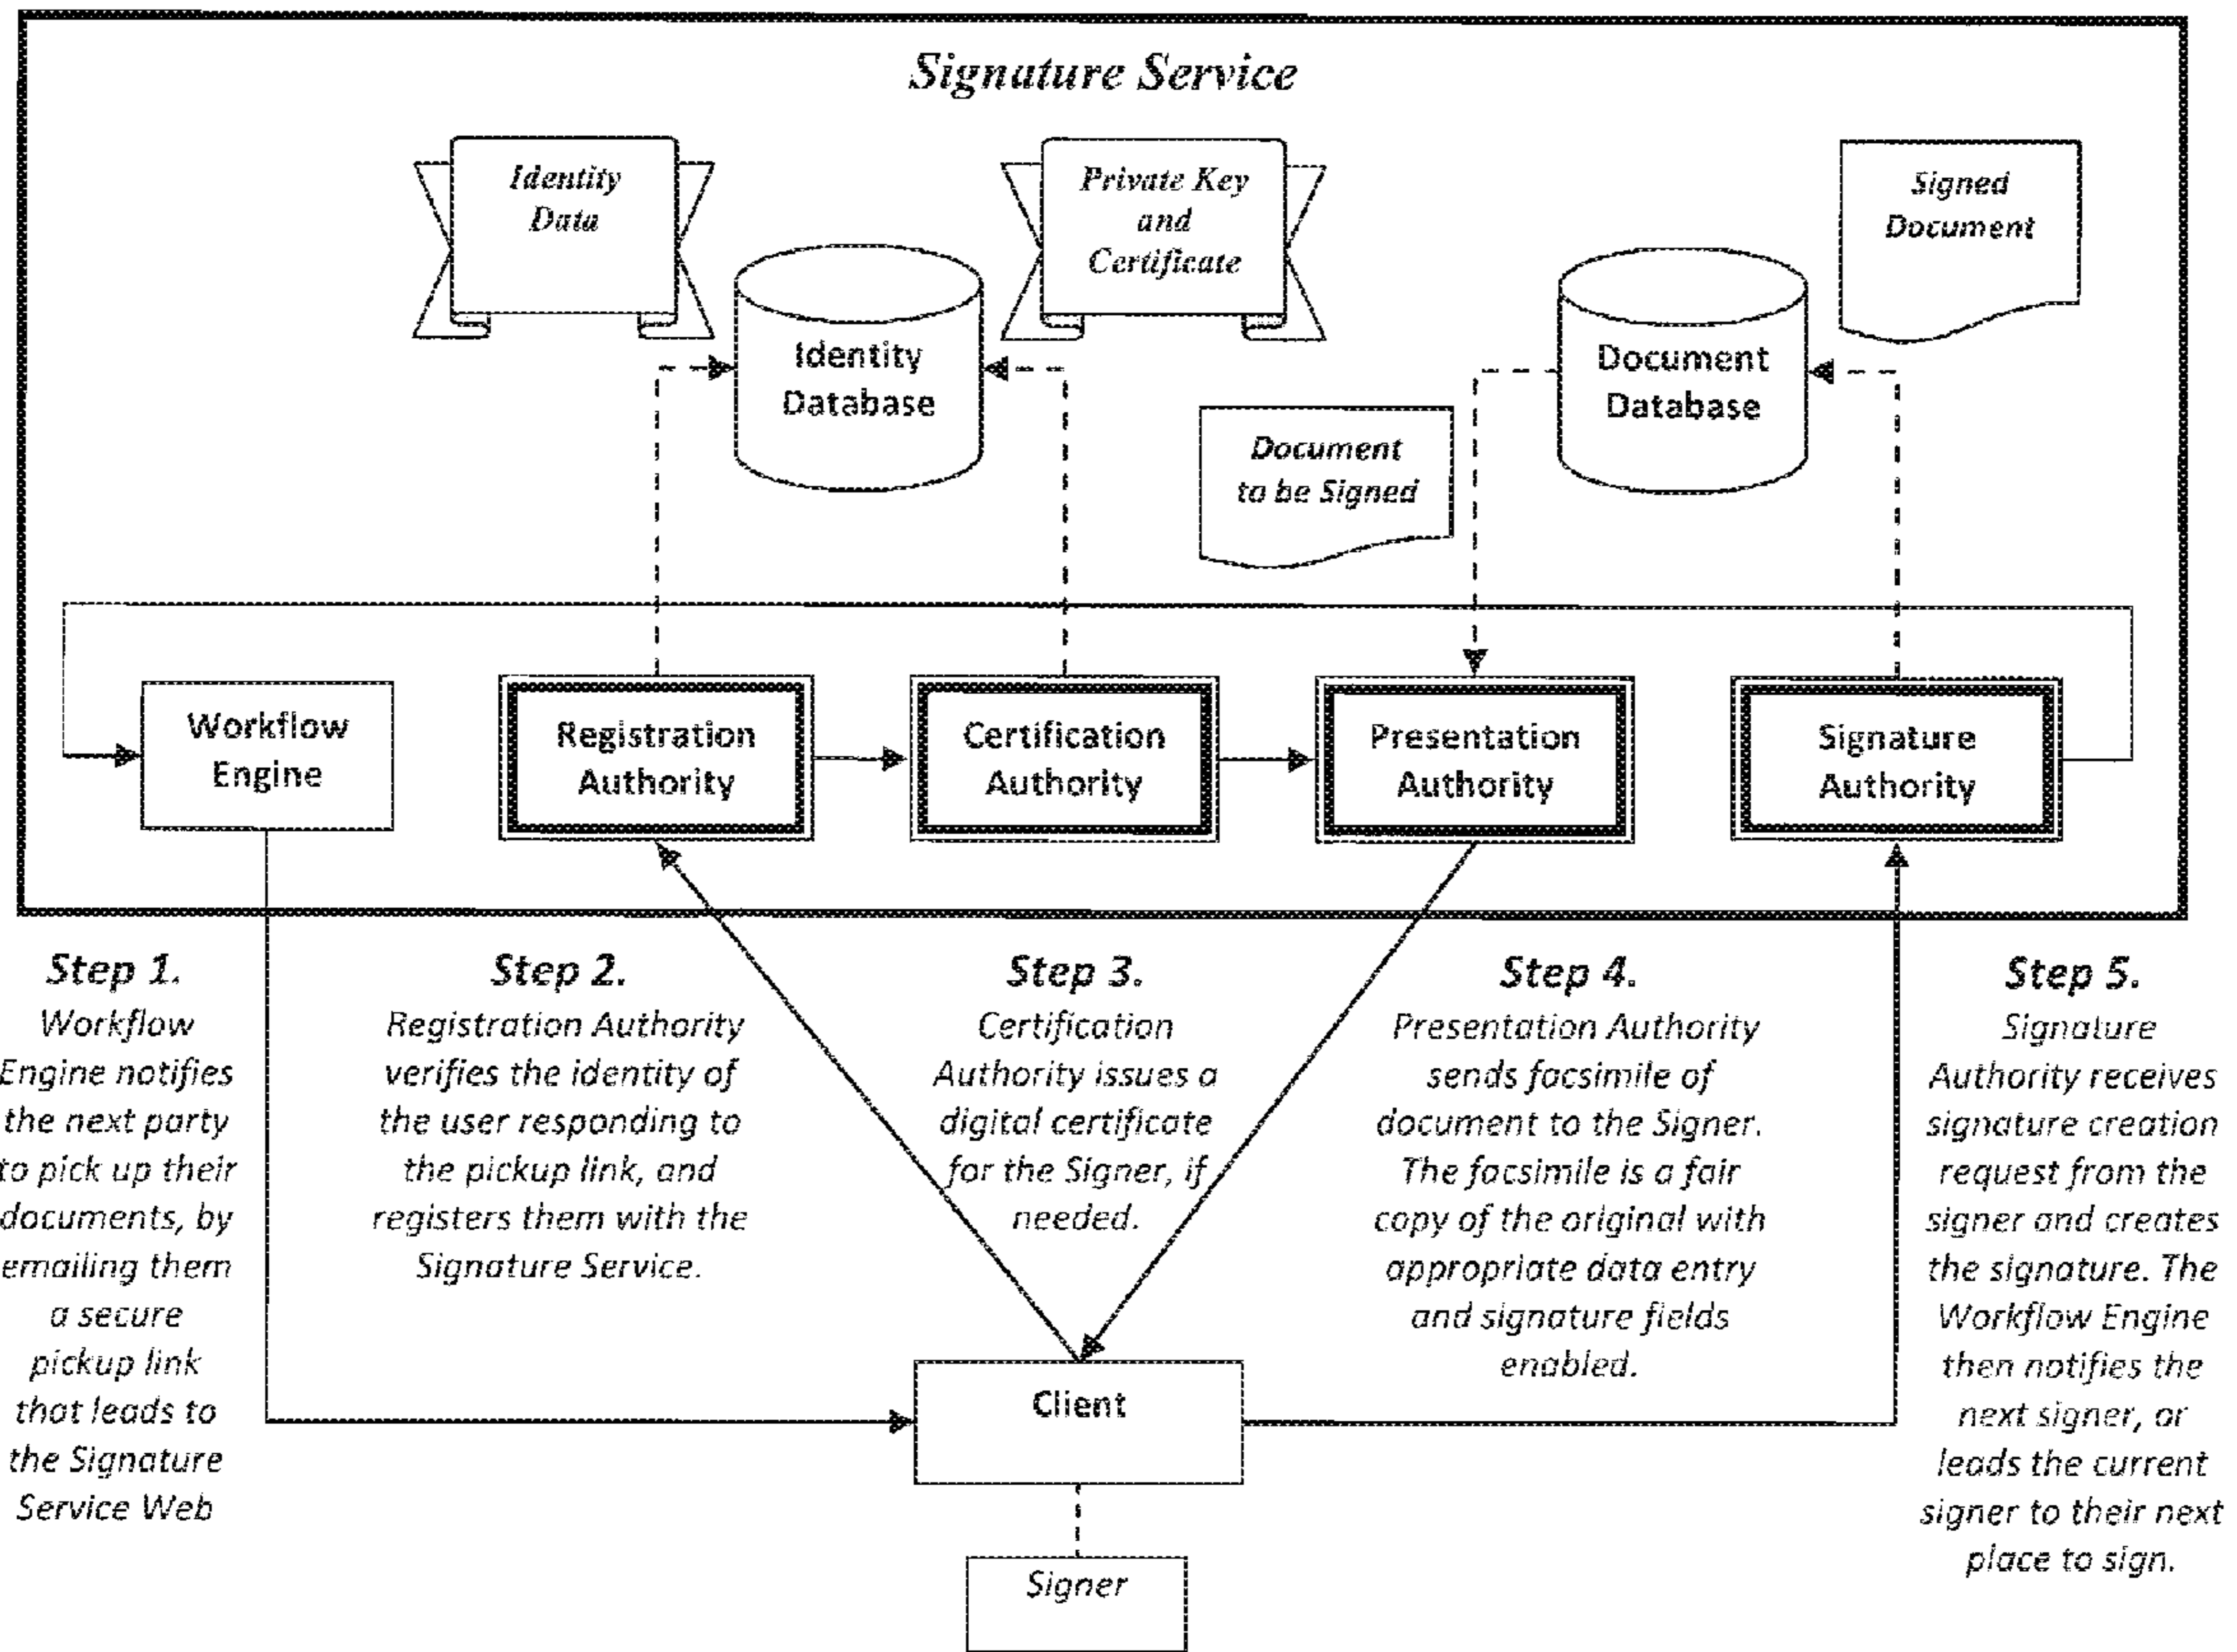 Signature Service
Identity
Data
Private Key
and
Certificate
Signed
Document
Identity
Database
Document
Database
Document
to be Signed
Workflow
Engine
Registration
Authority
Certification
Authority
Presentation
Authority
Signature
Authority
Step 1.
Workflow
Engine notifies
the next party
to pick up their
documents, by
emailing them
a secure
pickup link
that leads to
the Signature
Service Web
Step 2.
Registration Authority
verifies the identity of
the user responding to
the pickup link, and
registers them with the
Signature Service.
Step 3.
Certification
Authority issues a
digital certificate
for the Signer, if
needed.
Step 4.
Presentation Authority
sends facsimile of
document to the Signer.
The facsimile is a fair
copy of the original with
appropriate data entry
and signature fields
enabled.
Step 5.
Signature
Authority receives
signature creation
request from the
signer and creates
the signature. The
Workflow Engine
then notifies the
next signer, or
leads the current
signer to their next
place to sign.
Client
Signer